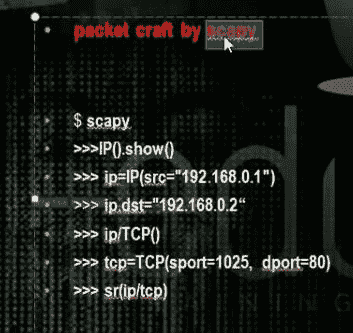 packet craft by scapy
$ scapy
>>>IP().show()
>>> ip=IP(src="192.168.0.1")
>>> ip.dst="192.168.0.2“
>>> ip/TCP()
>>> tcp=TCP(sport=1025, dport=80)
>>> sr(ip/tcp)